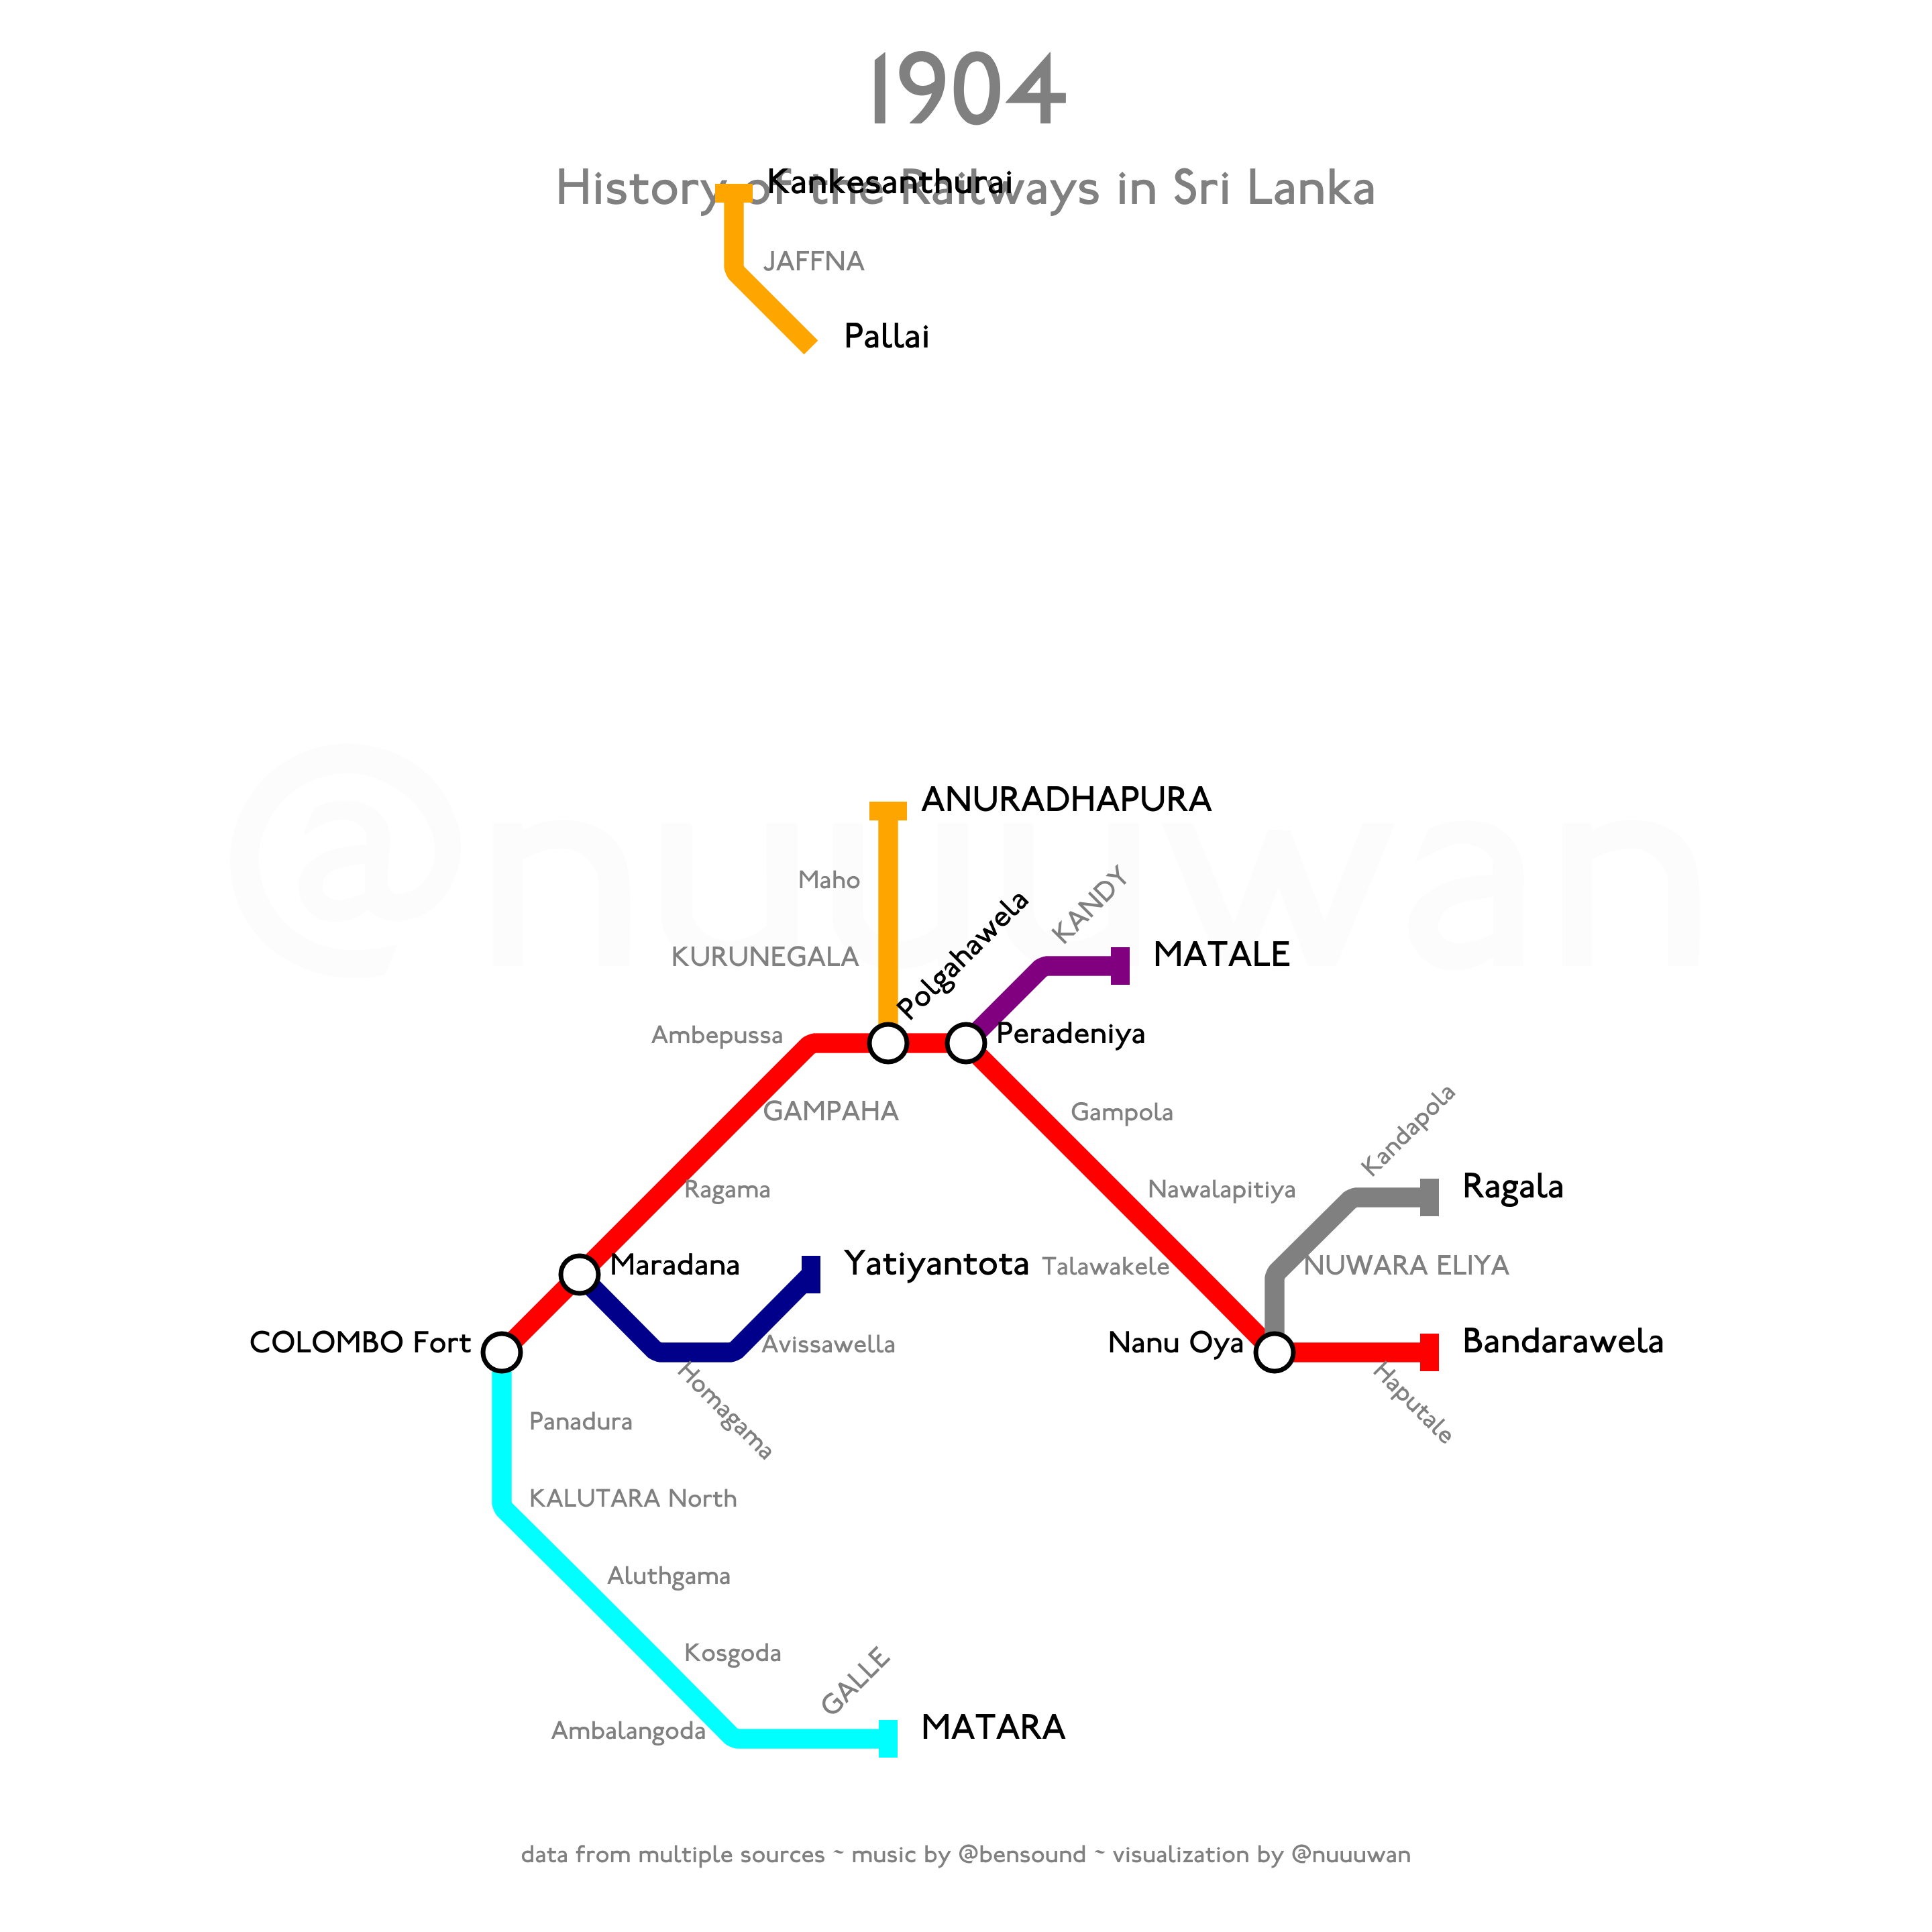 1904
History of the Railways in Sri Lanka
Kankesanthurai
JAFFNA
Pallai
@nuuuwan
ANURADHAPURA
Maho
KANDY
Polgahawela
KURUNEGALA
MATALE
Ambepussa
Peradeniya
GAMPAHA
Gampola
Kandapola
Ragama
Nawalapitiya
Ragala
Maradana
Yatiyantota
Talawakele
NUWARA ELIYA
COLOMBO Fort
Avissawella
Nanu Oya
Bandarawela
Homagama
Haputale
Panadura
KALUTARA North
Aluthgama
Kosgoda
GALLE
Ambalangoda
MATARA
data from multiple sources ~ music by @bensound ~ visualization by @nuuuwan